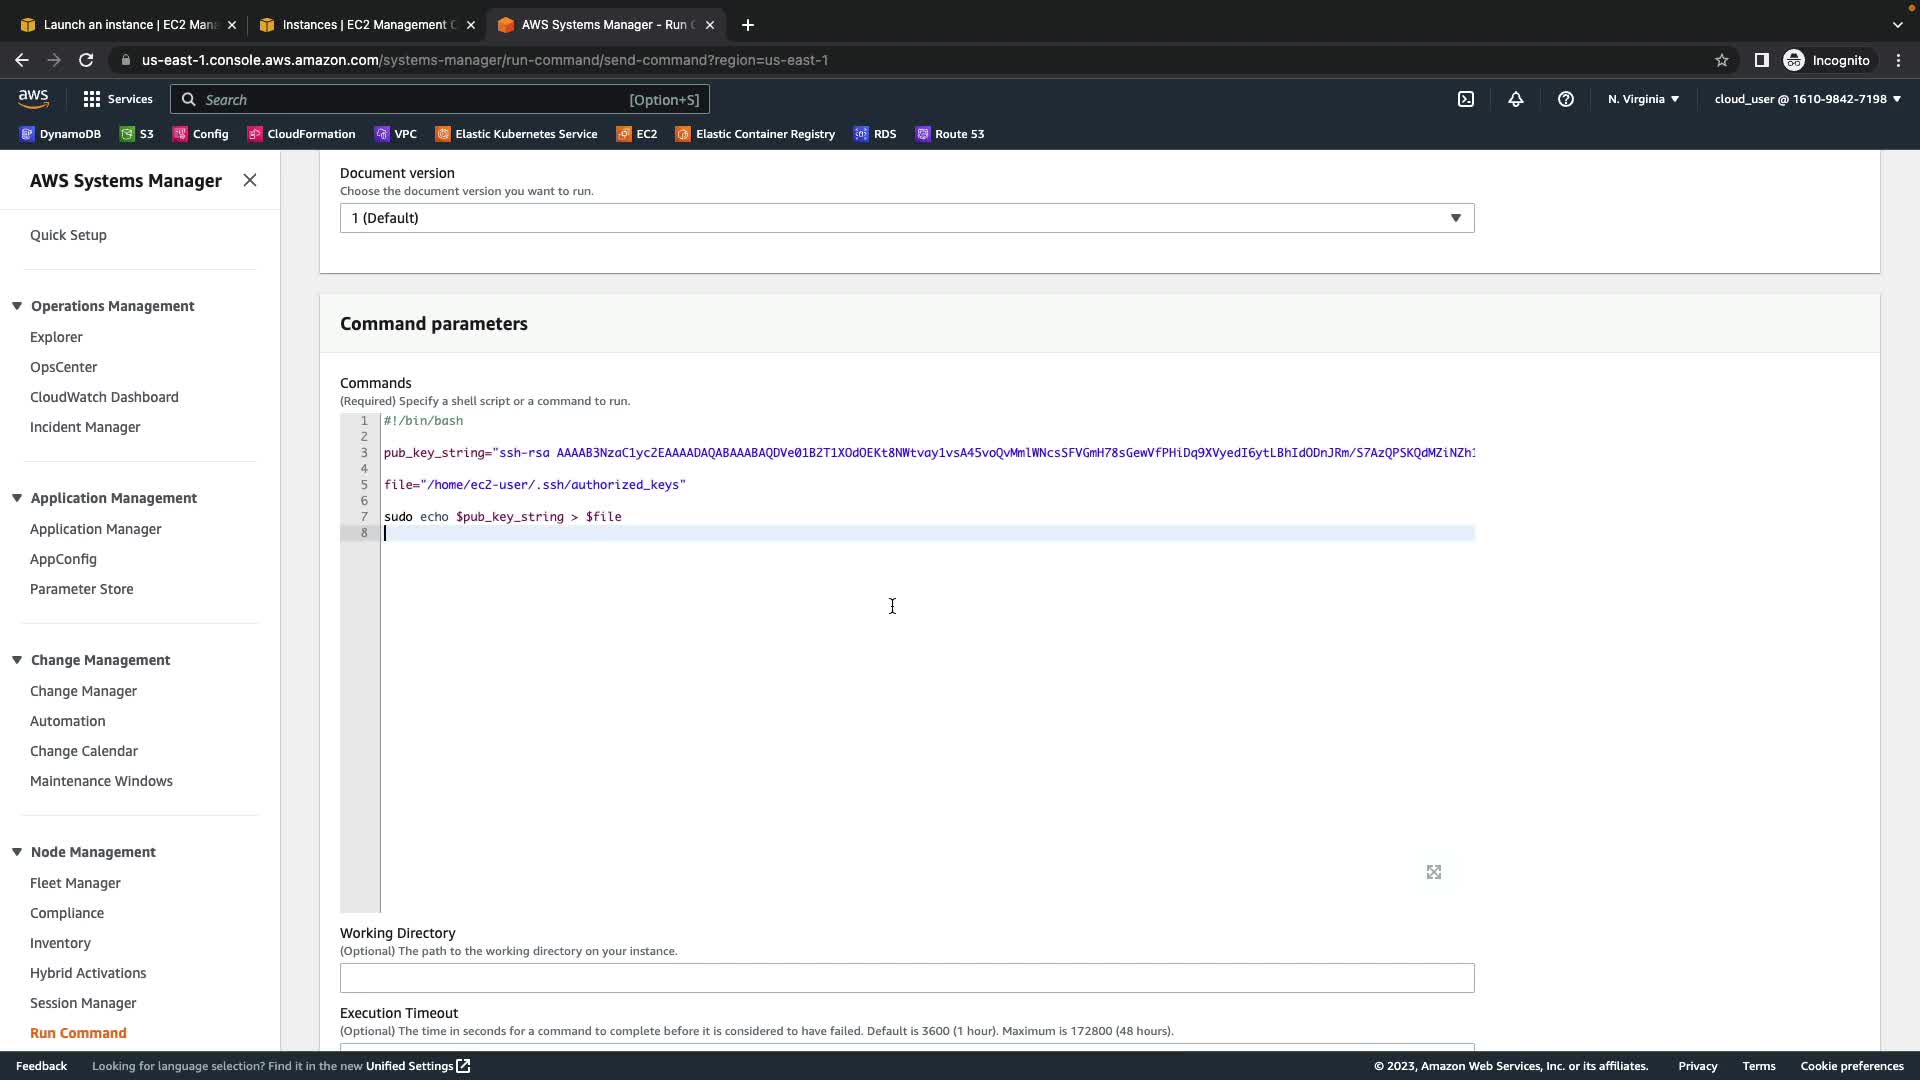 Launch an instance | EC2 Man
Instances | EC2 Management C
AWS Systems Manager - Run C
us-east-1.console.aws.amazon.com/systems-manager/run-command/send-command?region=us-east-1
Incognito
aws
Services
Search
[Option+S]
N. Virginia
cloud_user @ 1610-9842-7198
DynamoDB
S3
Config
CloudFormation
VPC
Elastic Kubernetes Service
EC2
Elastic Container Registry
RDS
Route 53
AWS Systems Manager
Quick Setup
Operations Management
Explorer
OpsCenter
CloudWatch Dashboard
Incident Manager
Application Management
Application Manager
AppConfig
Parameter Store
Change Management
Change Manager
Automation
Change Calendar
Maintenance Windows
Node Management
Fleet Manager
Compliance
Inventory
Hybrid Activations
Session Manager
Run Command
Document version
Choose the document version you want to run.
1 (Default)
Command parameters
Commands
(Required) Specify a shell script or a command to run.
1 #!/bin/bash
2
3 pub_key_string="ssh-rsa AAAAB3NzaC1yc2EAAAADAQABAAABAQDVe01B2T1XOdOEKt8NWtvay1vsA45voQvMmlWNcsSFVGmH78sGewVfPHiDq9XVyedI6ytLBhIdODnJRm/S7AzQPSKQdMZiNZh1
4
5 file="/home/ec2-user/.ssh/authorized_keys"
6
7 sudo echo $pub_key_string > $file
8
Working Directory
(Optional) The path to the working directory on your instance.
Execution Timeout
(Optional) The time in seconds for a command to complete before it is considered to have failed. Default is 3600 (1 hour). Maximum is 172800 (48 hours).
Feedback
Looking for language selection? Find it in the new Unified Settings
© 2023, Amazon Web Services, Inc. or its affiliates.
Privacy
Terms
Cookie preferences